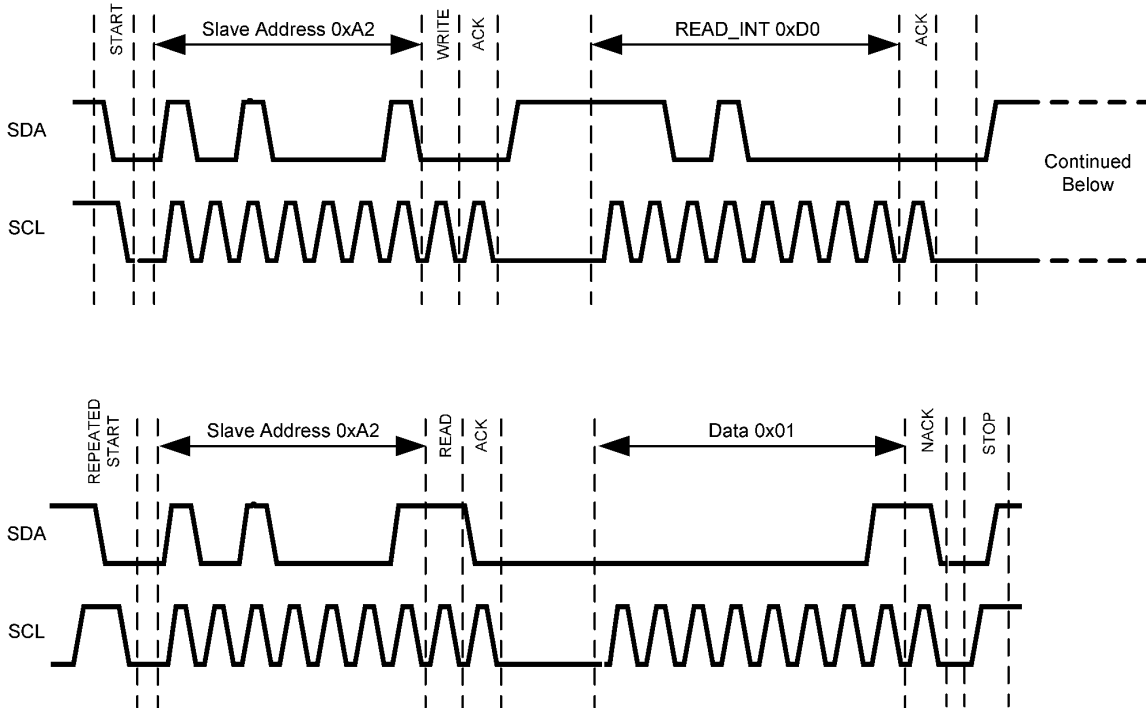 START
Slave Address 0xA2
WRITE
ACK
READ_INT 0xD0
ACK
SDA
Continued
Below
SCL
REPEATED
START
Slave Address 0xA2
READ
ACK
Data 0x01
NACK
STOP
SDA
SCL